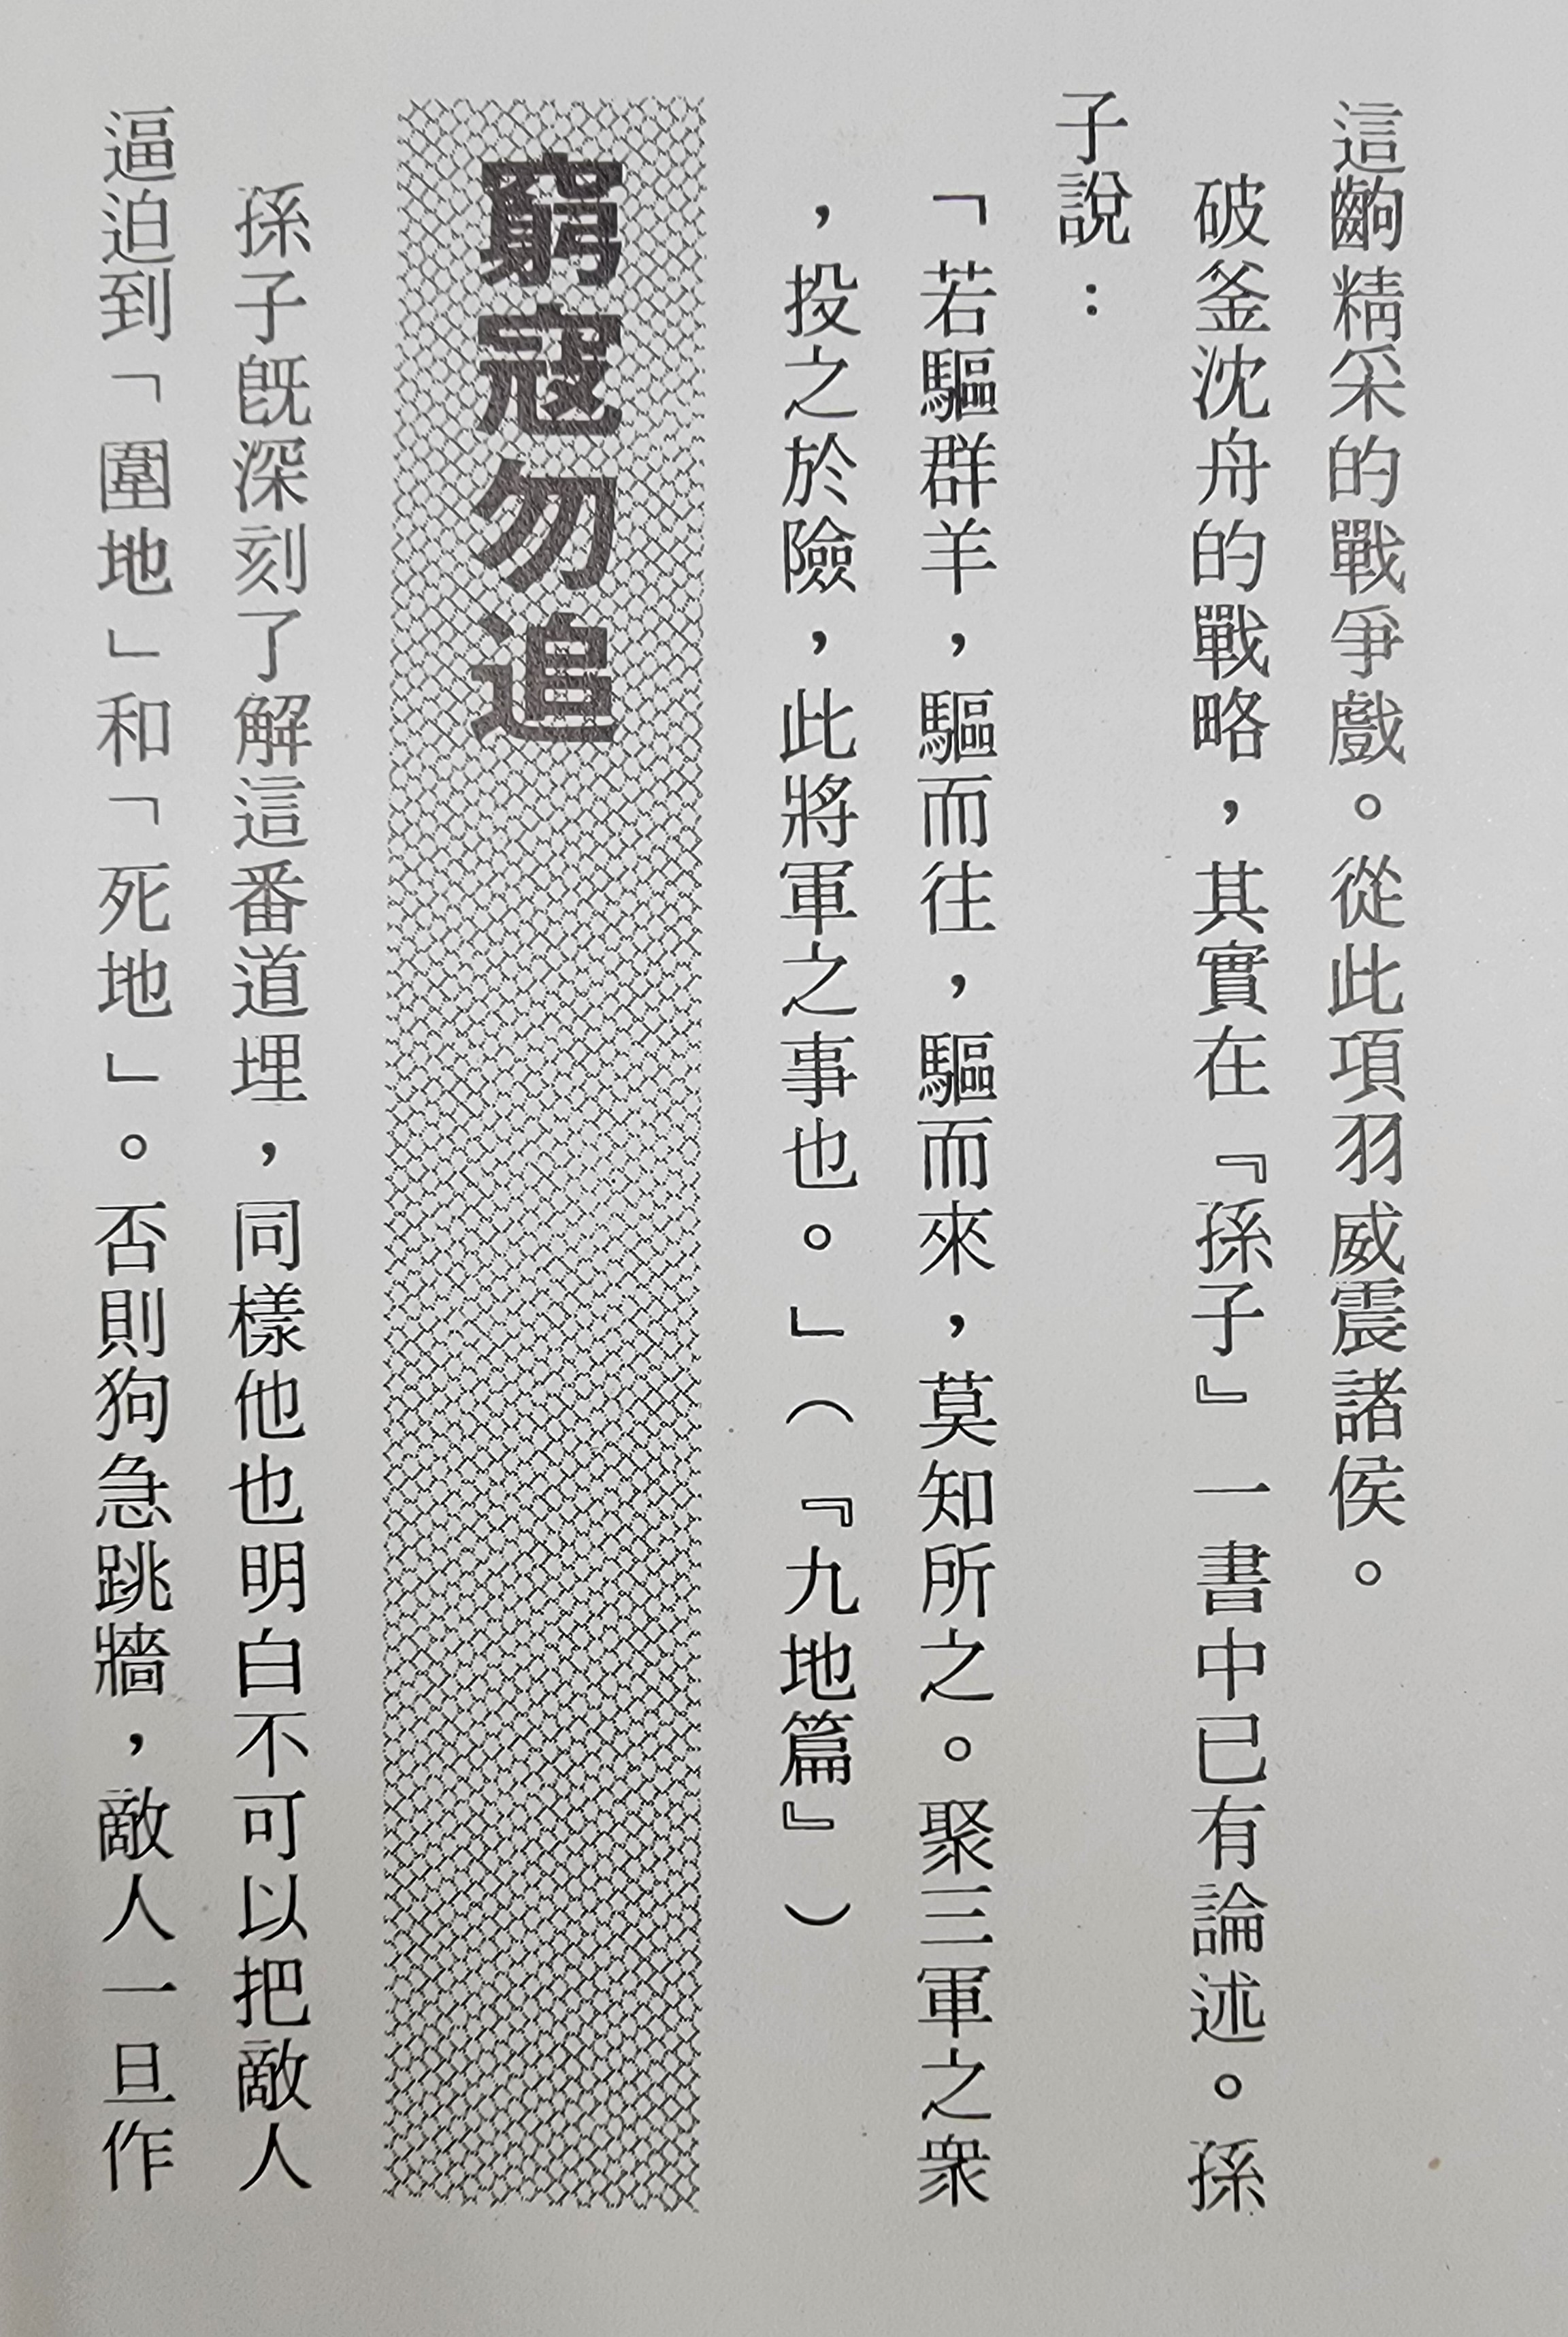 這齣精采的戰爭戲。從此項羽威震諸侯。
破釜沈舟的戰略，其實在『孫子』一書中已有論述。孫
子說：
「若驅群羊，驅而往，驅而來，莫知所之。聚三軍之衆
，投之於險，此將軍之事也。」（『九地篇』）
窮寇勿追
孫子既深刻了解這番道理，同樣他也明白不可以把敵人
逼迫到「圍地」和「死地」。否則狗急跳牆，敵人一旦作